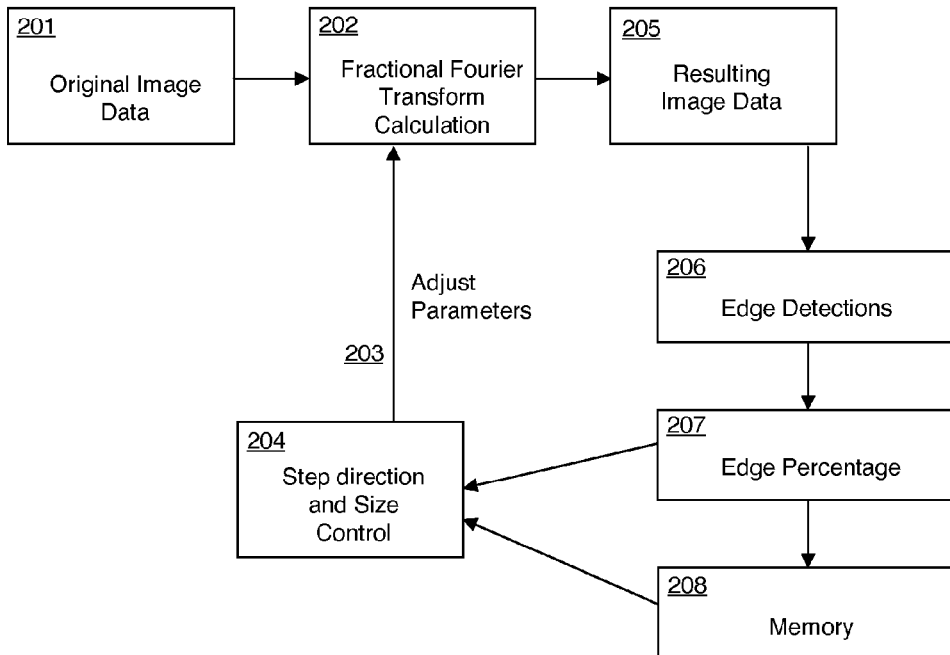 201
Original Image
Data
202
Fractional Fourier
Transform
Calculation
205
Resulting
Image Data
206
Edge Detections
Adjust
Parameters
203
204
Step direction
and Size
Control
207
Edge Percentage
208
Memory